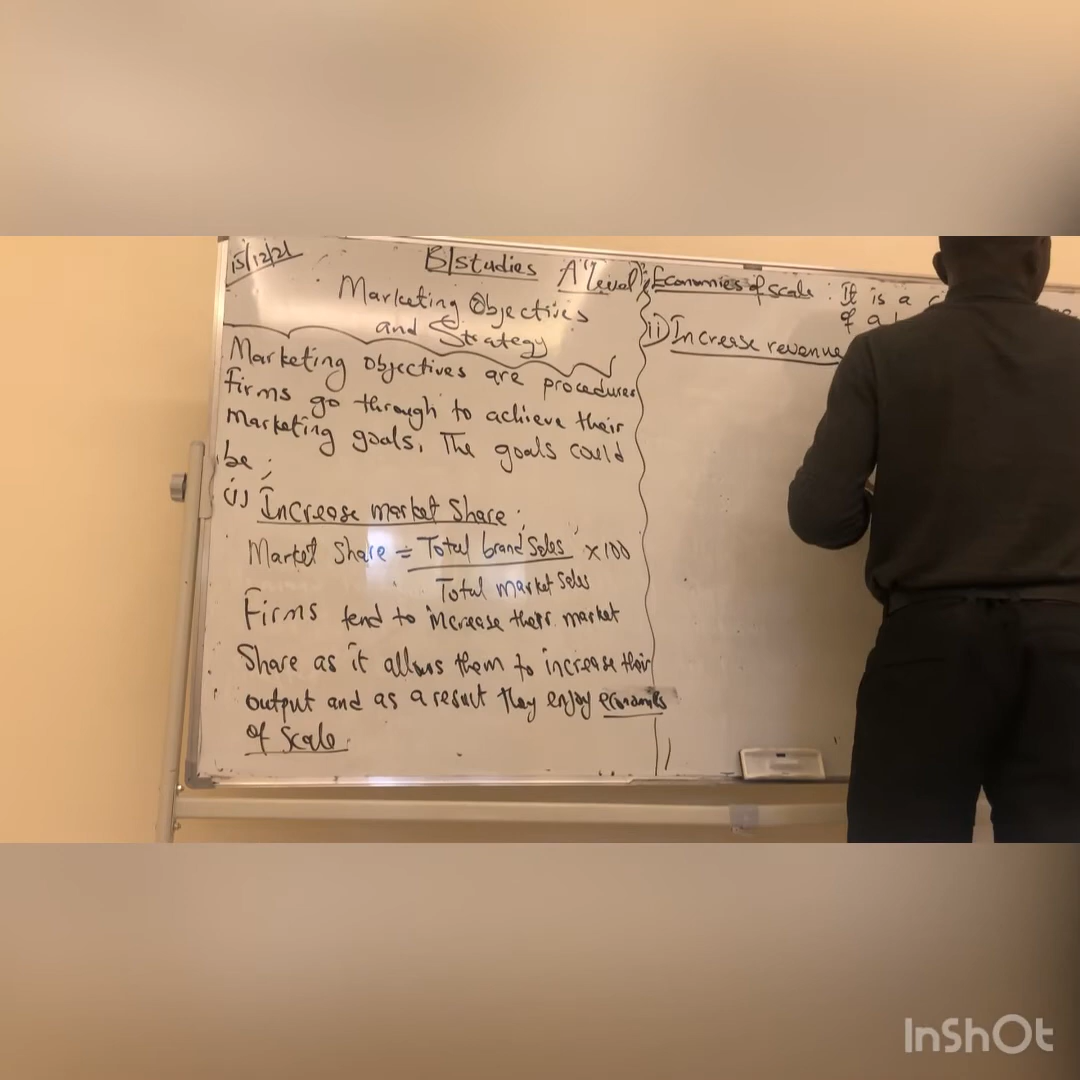 15/12/21
B/studies A'level
Marketing Objectives
and Strategy
Marketing objectives are procedures
firms go through to achieve their
marketing goals. The goals could
be:
(i) Increase market share:
Market share = Total brand sales × 100
Total market sales
Firms tend to increase their market
Share as it allows them to increase their
output and as a result they enjoy economies
of scale.
Economies of scale : It is a
of a
ii) Increase revenue
InShOt